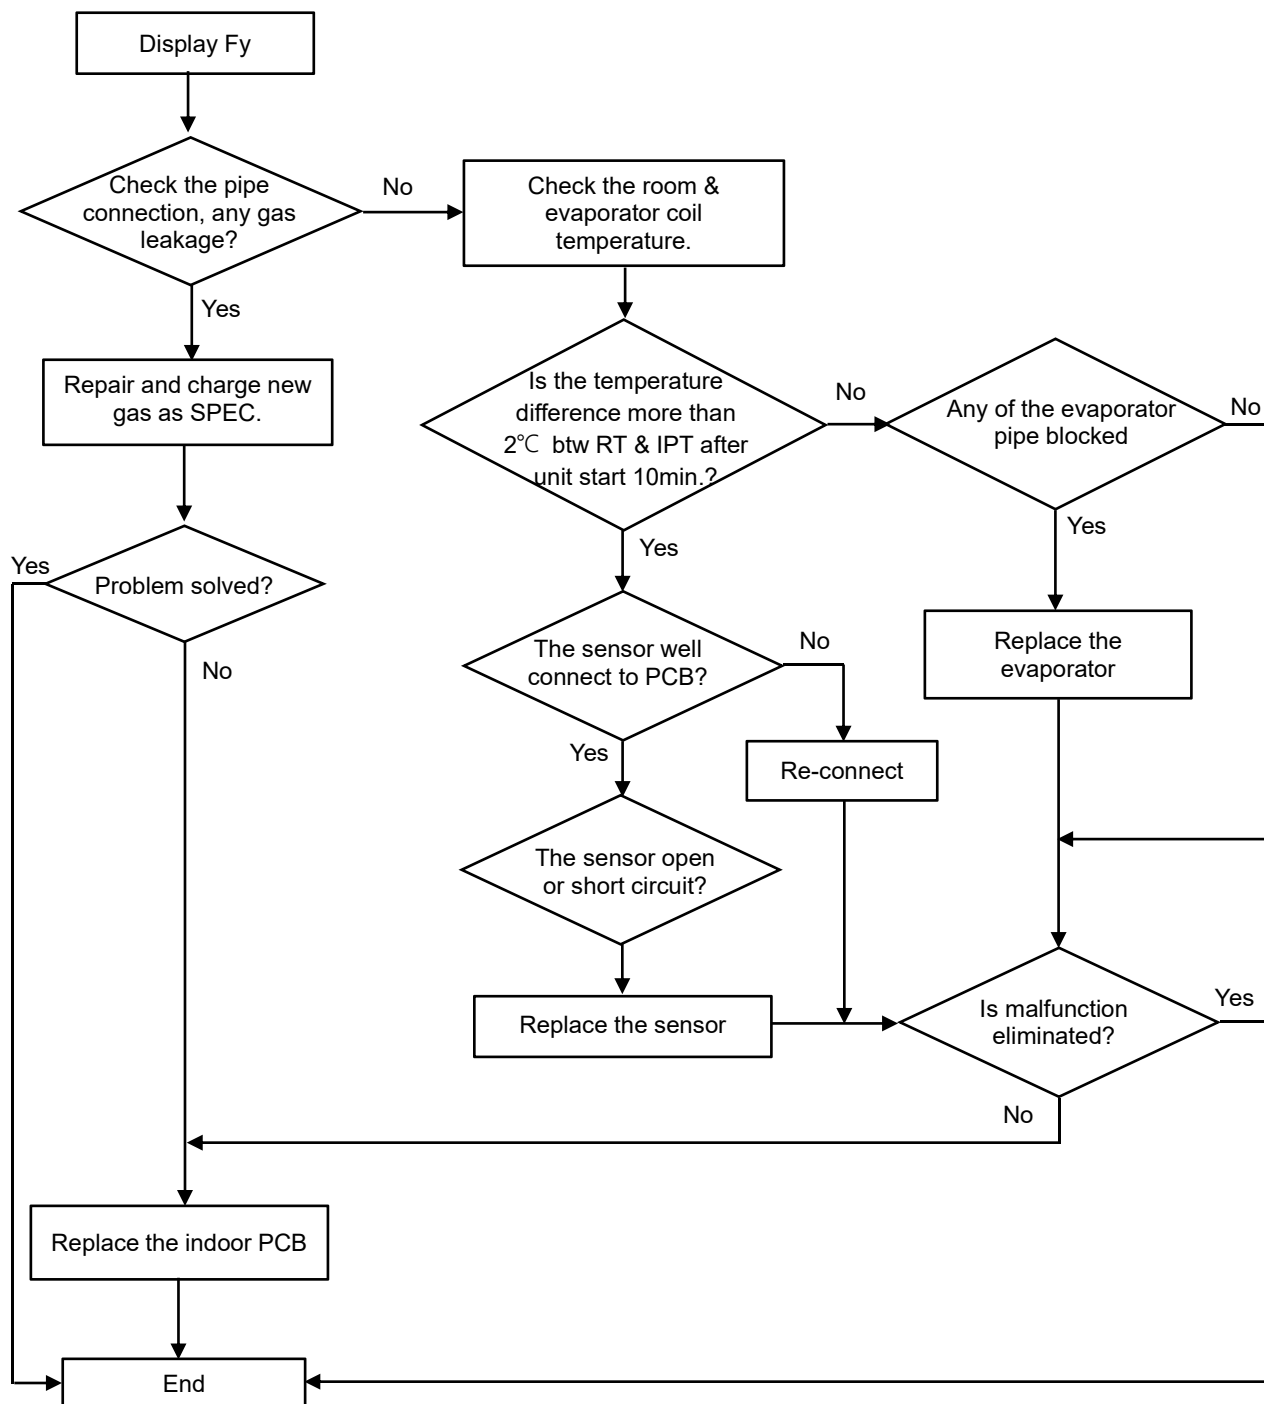 Display Fy
Check the pipe
connection, any gas
leakage?
No
Check the room &
evaporator coil
temperature.
Yes
Repair and charge new
gas as SPEC.
Is the temperature
difference more than
2℃ btw RT & IPT after
unit start 10min.?
No
Any of the evaporator
pipe blocked
No
Yes
Yes
Yes
Problem solved?
No
The sensor well
connect to PCB?
No
Replace the
evaporator
Yes
Re-connect
The sensor open
or short circuit?
Replace the sensor
Is malfunction
eliminated?
Yes
No
Replace the indoor PCB
End